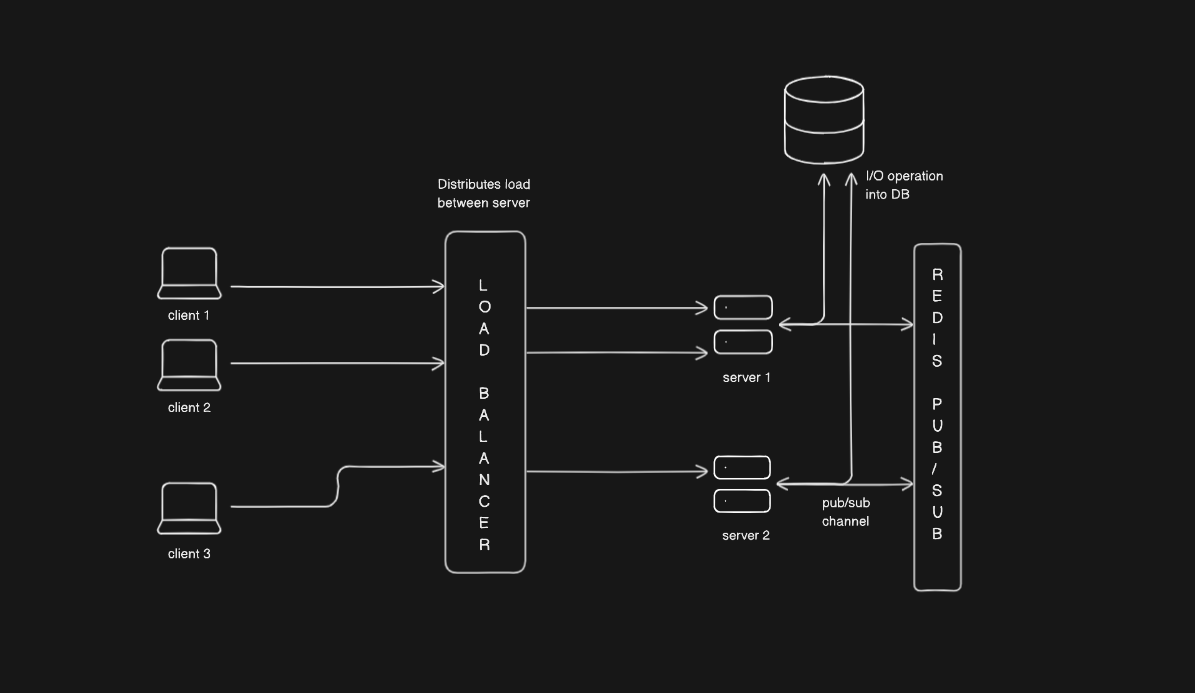 Distributes load
between server
client 1
client 2
client 3
LOAD BALANCER
server 1
server 2
I/O operation
into DB
pub/sub
channel
REDIS PUB/SUB